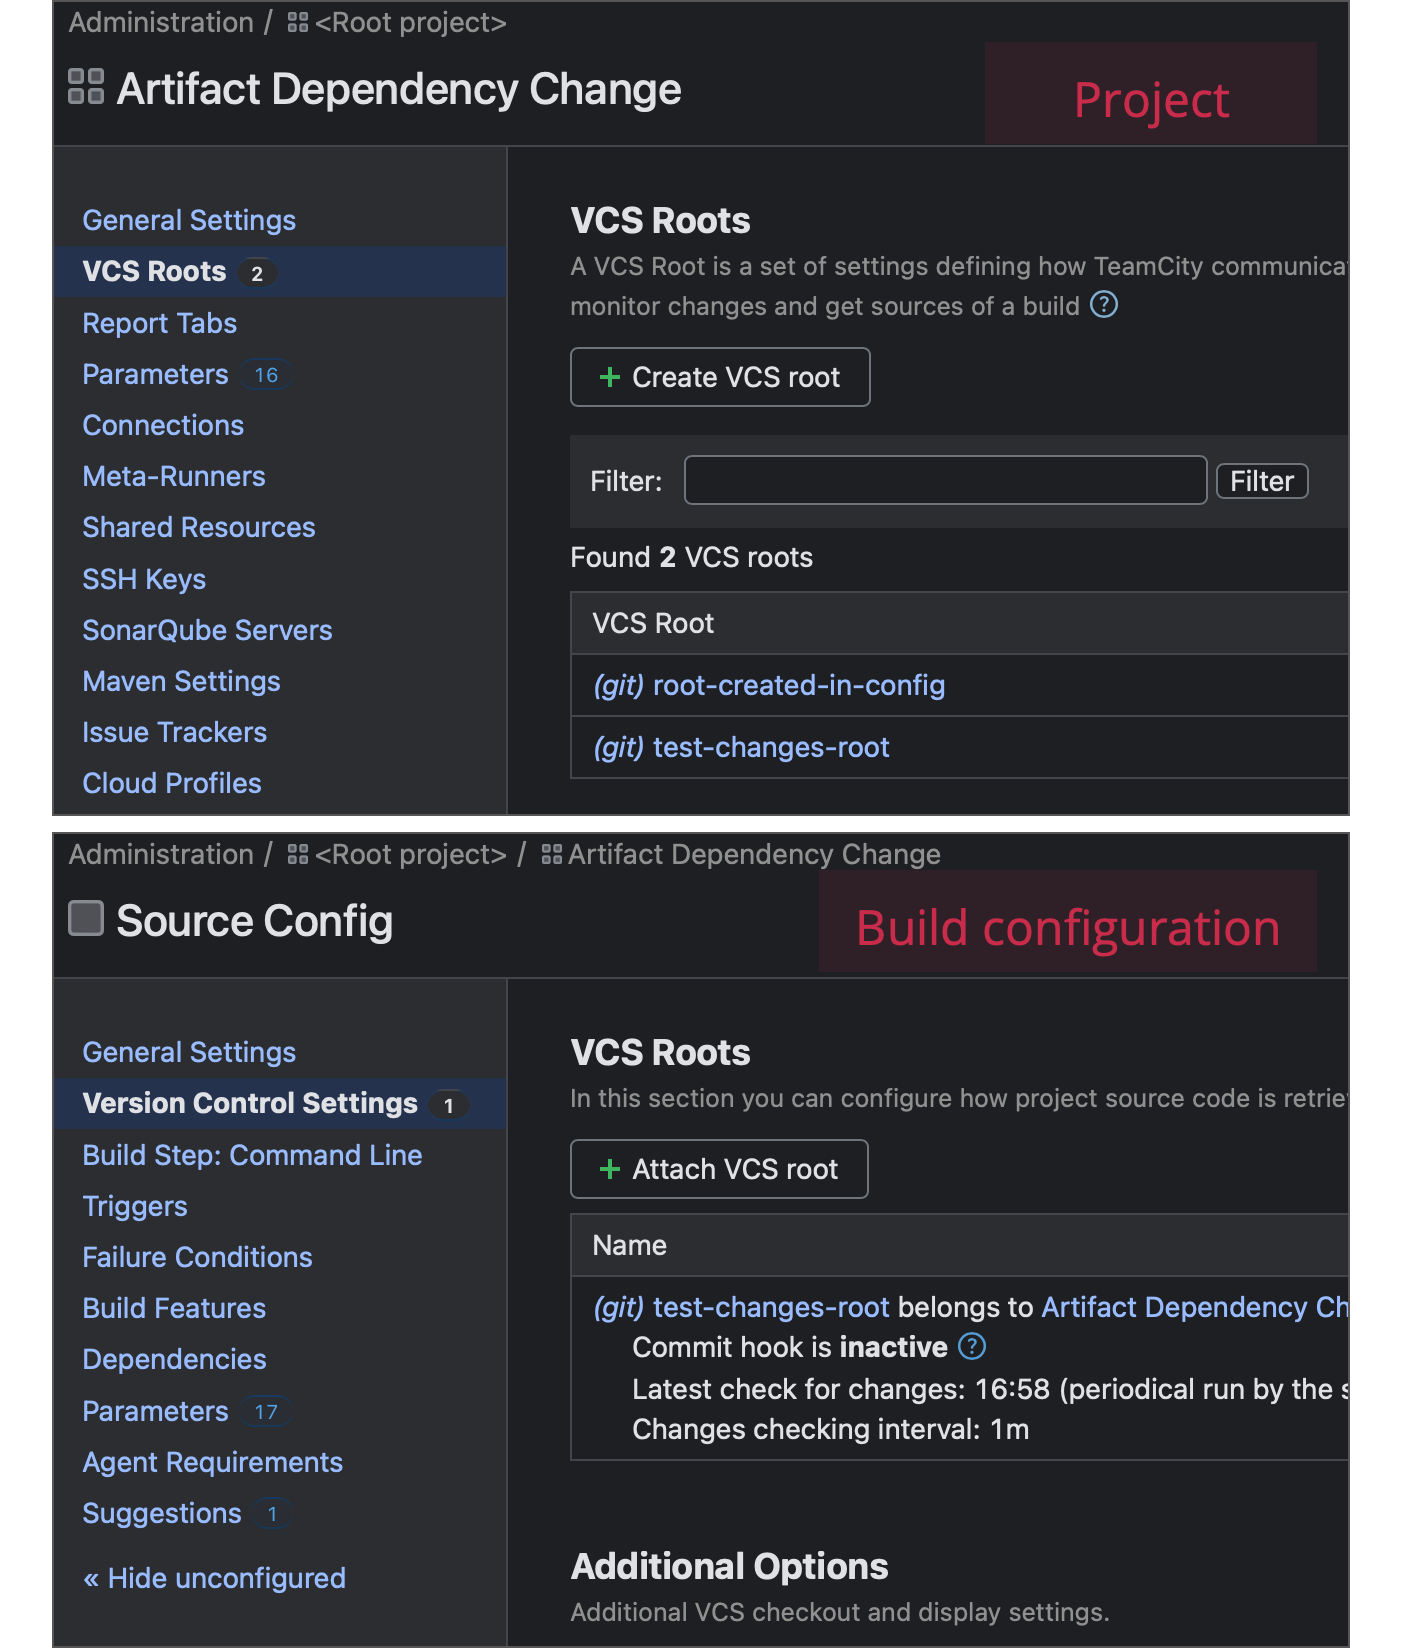 Administration / <Root project>
Artifact Dependency Change
Project
General Settings
VCS Roots 2
Report Tabs
Parameters 16
Connections
Meta-Runners
Shared Resources
SSH Keys
SonarQube Servers
Maven Settings
Issue Trackers
Cloud Profiles
VCS Roots
A VCS Root is a set of settings defining how TeamCity communica
monitor changes and get sources of a build ?
+ Create VCS root
Filter: Filter
Found 2 VCS roots
VCS Root
(git) root-created-in-config
(git) test-changes-root
Administration / <Root project> / Artifact Dependency Change
Source Config
Build configuration
General Settings
Version Control Settings 1
Build Step: Command Line
Triggers
Failure Conditions
Build Features
Dependencies
Parameters 17
Agent Requirements
Suggestions 1
« Hide unconfigured
VCS Roots
In this section you can configure how project source code is retrie
+ Attach VCS root
Name
(git) test-changes-root belongs to Artifact Dependency Ch
Commit hook is inactive ?
Latest check for changes: 16:58 (periodical run by the s
Changes checking interval: 1m
Additional Options
Additional VCS checkout and display settings.